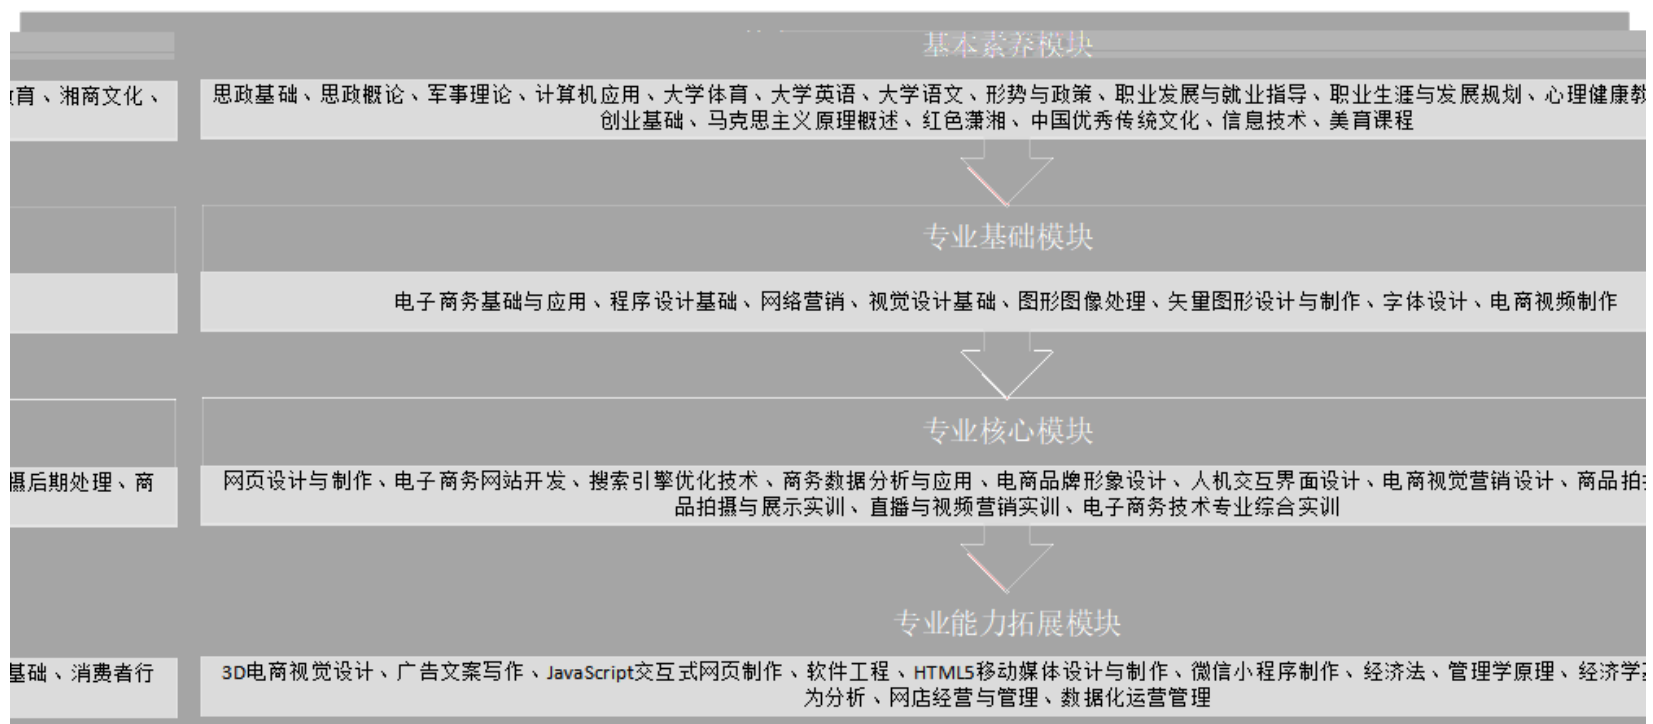 基本素养模块
思政基础、思政概论、军事理论、计算机应用、大学体育、大学英语、大学语文、形势与政策、职业发展与就业指导、职业生涯与发展规划、心理健康教育、湘商文化、
创业基础、马克思主义原理概述、红色潇湘、中国优秀传统文化、信息技术、美育课程
专业基础模块
电子商务基础与应用、程序设计基础、网络营销、视觉设计基础、图形图像处理、矢量图形设计与制作、字体设计、电商视频制作
专业核心模块
网页设计与制作、电子商务网站开发、搜索引擎优化技术、商务数据分析与应用、电商品牌形象设计、人机交互界面设计、电商视觉营销设计、商品拍摄后期处理、商
品拍摄与展示实训、直播与视频营销实训、电子商务技术专业综合实训
专业能力拓展模块
3D电商视觉设计、广告文案写作、JavaScript交互式网页制作、软件工程、HTML5移动媒体设计与制作、微信小程序制作、经济法、管理学原理、经济学基础、消费者行
为分析、网店经营与管理、数据化运营管理